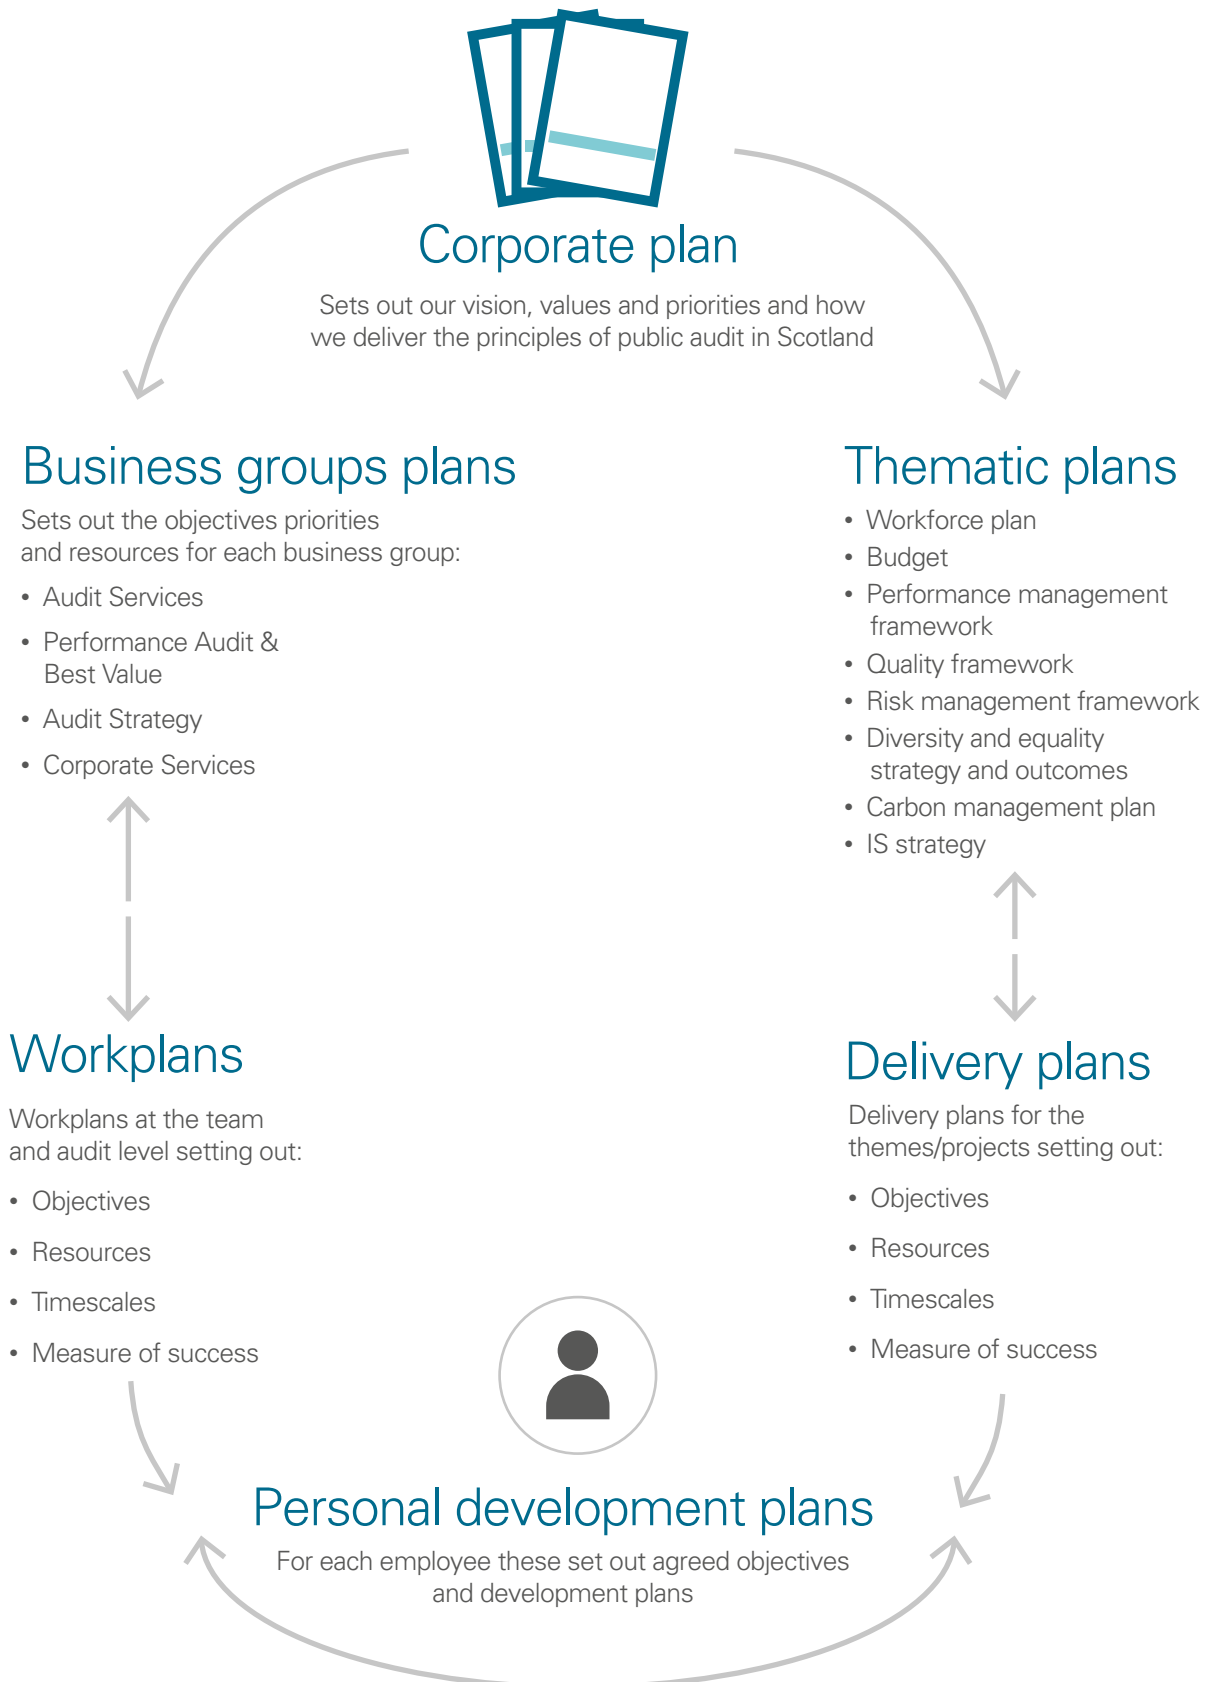 Corporate plan
Sets out our vision, values and priorities and how
we deliver the principles of public audit in Scotland
Business groups plans
Sets out the objectives priorities
and resources for each business group:
• Audit Services
• Performance Audit &
Best Value
• Audit Strategy
• Corporate Services
Thematic plans
• Workforce plan
• Budget
• Performance management
framework
• Quality framework
• Risk management framework
• Diversity and equality
strategy and outcomes
• Carbon management plan
• IS strategy
Workplans
Workplans at the team
and audit level setting out:
• Objectives
• Resources
• Timescales
• Measure of success
Delivery plans
Delivery plans for the
themes/projects setting out:
• Objectives
• Resources
• Timescales
• Measure of success
Personal development plans
For each employee these set out agreed objectives
and development plans